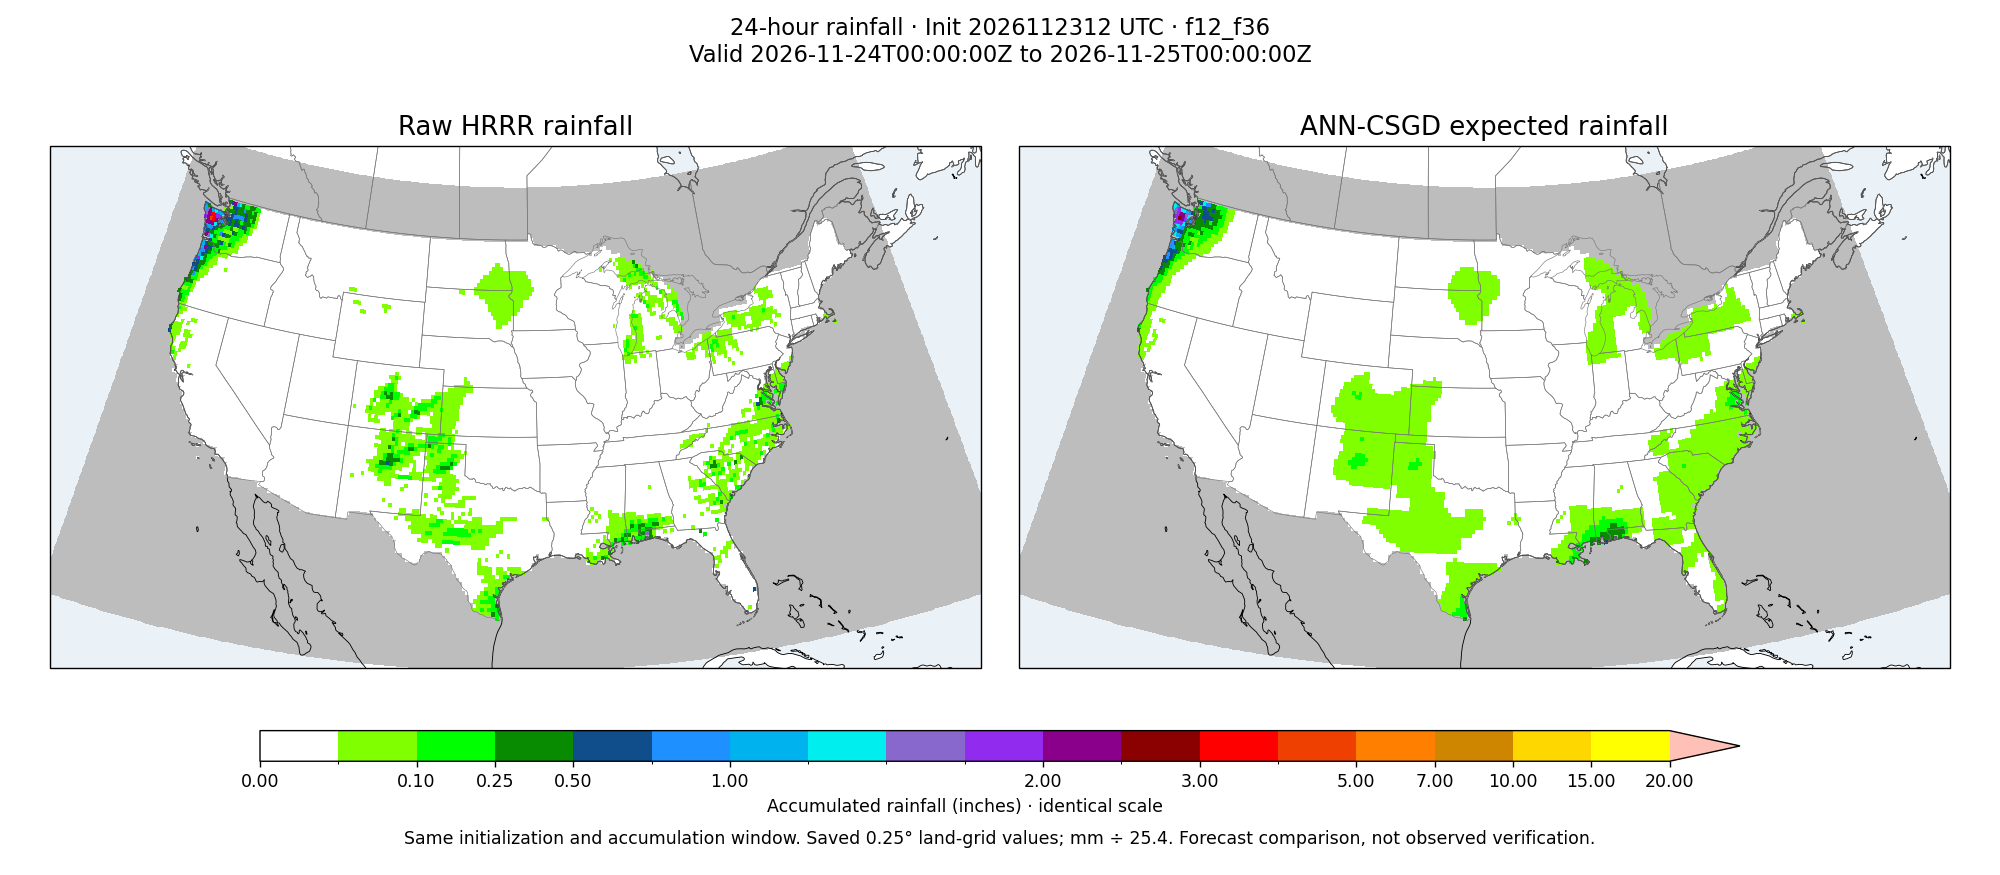 24-hour rainfall · Init 2026112312 UTC · f12_f36
Valid 2026-11-24T00:00:00Z to 2026-11-25T00:00:00Z
Raw HRRR rainfall
ANN-CSGD expected rainfall
0.00 0.10 0.25 0.50 1.00 2.00 3.00 5.00 7.00 10.00 15.00 20.00
Accumulated rainfall (inches) · identical scale
Same initialization and accumulation window. Saved 0.25° land-grid values; mm ÷ 25.4. Forecast comparison, not observed verification.